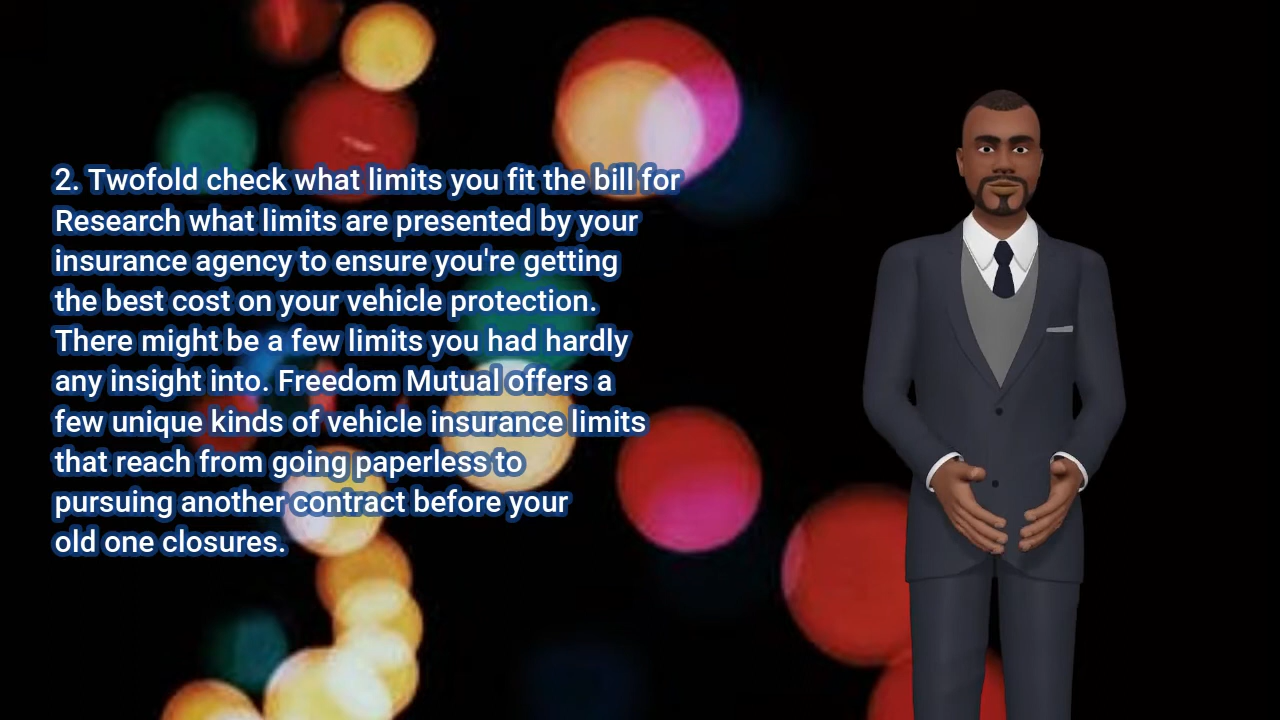 2. Twofold check what limits you fit the bill for
Research what limits are presented by your
insurance agency to ensure you're getting
the best cost on your vehicle protection.
There might be a few limits you had hardly
any insight into. Freedom Mutual offers a
few unique kinds of vehicle insurance limits
that reach from going paperless to
pursuing another contract before your
old one closures.